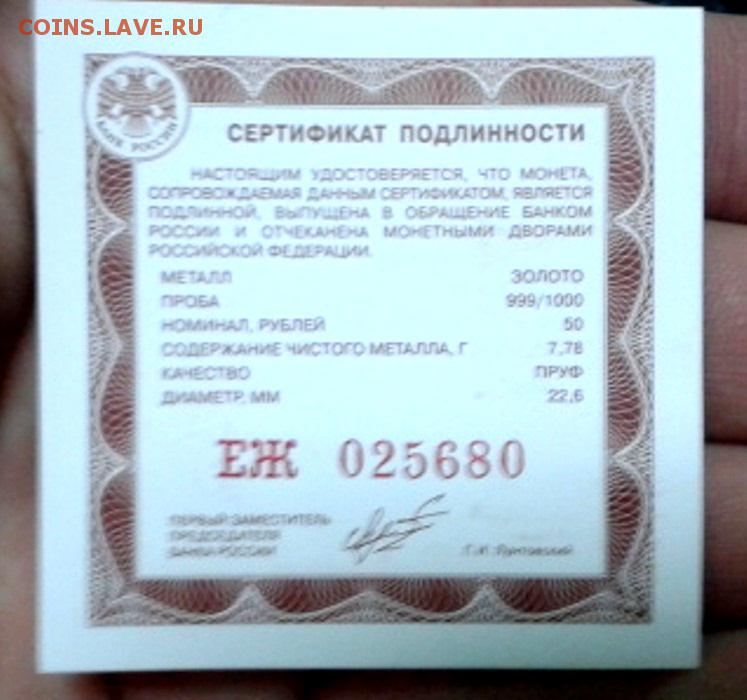 COINS.LAVE.RU
БАНК РОССИИ
СЕРТИФИКАТ ПОДЛИННОСТИ
НАСТОЯЩИМ УДОСТОВЕРЯЕТСЯ, ЧТО МОНЕТА,
СОПРОВОЖДАЕМАЯ ДАННЫМ СЕРТИФИКАТОМ, ЯВЛЯЕТСЯ
ПОДЛИННОЙ, ВЫПУЩЕНА В ОБРАЩЕНИЕ БАНКОМ
РОССИИ И ОТЧЕКАНЕНА МОНЕТНЫМИ ДВОРАМИ
РОССИЙСКОЙ ФЕДЕРАЦИИ.
МЕТАЛЛ ЗОЛОТО
ПРОБА 999/1000
НОМИНАЛ, РУБЛЕЙ 50
СОДЕРЖАНИЕ ЧИСТОГО МЕТАЛЛА, Г 7,78
КАЧЕСТВО ПРУФ
ДИАМЕТР, ММ 22,6
ЕЖ 025680
ПЕРВЫЙ ЗАМЕСТИТЕЛЬ
ПРЕДСЕДАТЕЛЯ
БАНКА РОССИИ Г.И. Лунтовский